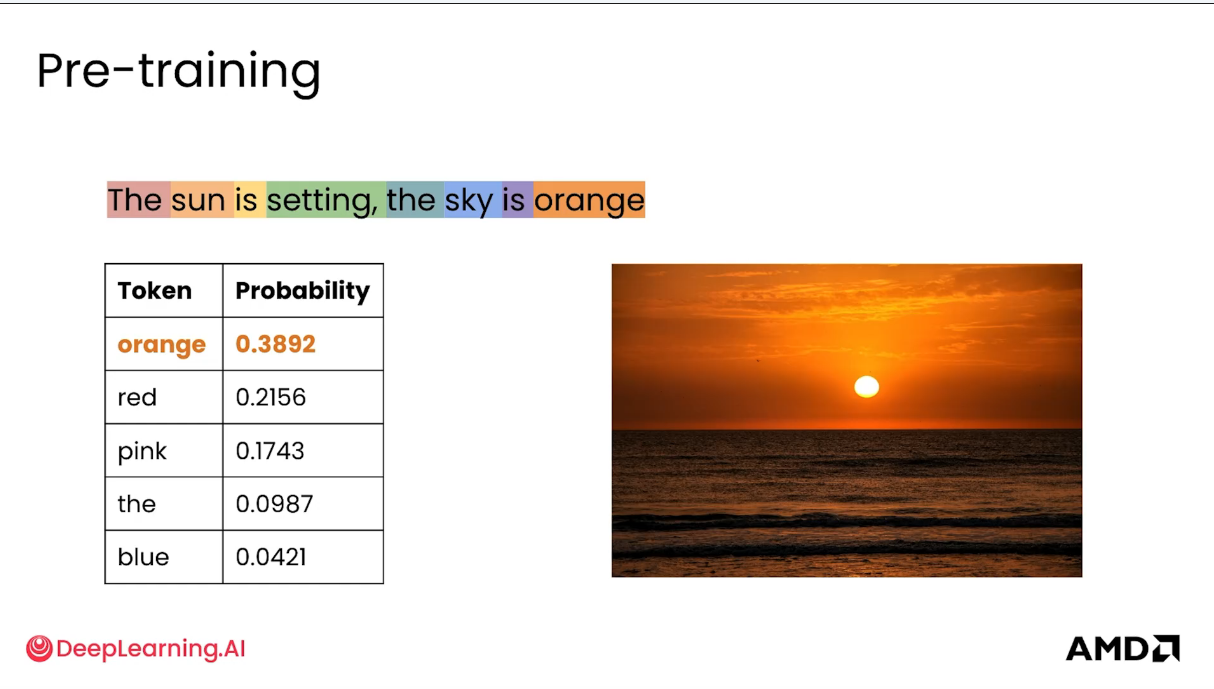 Pre-training
The sun is setting, the sky is orange
Token Probability
orange 0.3892
red 0.2156
pink 0.1743
the 0.0987
blue 0.0421
DeepLearning.AI
AMD